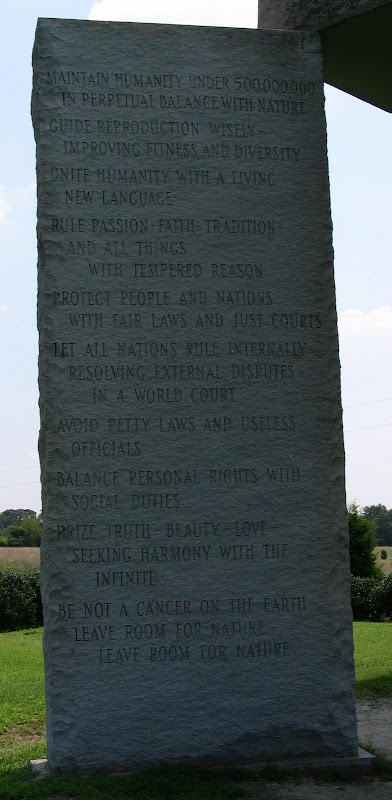 MAINTAIN HUMANITY UNDER 500,000,000
IN PERPETUAL BALANCE WITH NATURE
GUIDE REPRODUCTION WISELY –
IMPROVING FITNESS AND DIVERSITY
UNITE HUMANITY WITH A LIVING
NEW LANGUAGE
RULE PASSION – FAITH – TRADITION
AND ALL THINGS
WITH TEMPERED REASON
PROTECT PEOPLE AND NATIONS
WITH FAIR LAWS AND JUST COURTS
LET ALL NATIONS RULE INTERNALLY
RESOLVING EXTERNAL DISPUTES
IN A WORLD COURT
AVOID PETTY LAWS AND USELESS
OFFICIALS
BALANCE PERSONAL RIGHTS WITH
SOCIAL DUTIES
PRIZE TRUTH – BEAUTY – LOVE –
SEEKING HARMONY WITH THE
INFINITE
BE NOT A CANCER ON THE EARTH
LEAVE ROOM FOR NATURE
LEAVE ROOM FOR NATURE